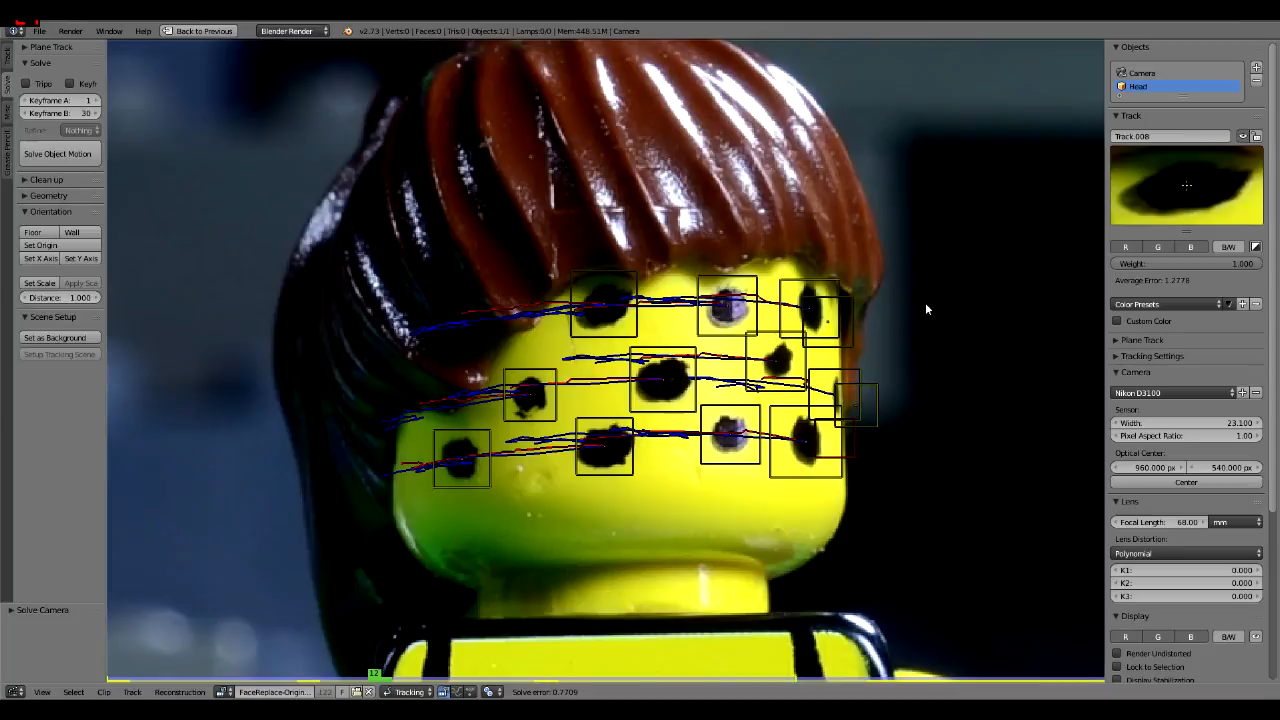 File Render Window Help Back to Previous Blender Render v2.73 | Verts:0 | Faces:0 | Tris:0 | Objects:1/1 | Lamps:0/0 | Mem:448.51M | Camera
Track
Solve
Misc
Grease Pencil
Plane Track
Solve
Tripo Keyfr
Keyframe A: 1
Keyframe B: 30
Refine: Nothing
Solve Object Motion
Clean up
Geometry
Orientation
Floor Wall
Set Origin
Set X Axis Set Y Axis
Set Scale Apply Sca
Distance: 1.000
Scene Setup
Set as Background
Setup Tracking Scene
Solve Camera
Objects
Camera
Head
Track
Track.008
R G B B/W
Weight: 1.000
Average Error: 1.2778
Color Presets
Custom Color
Plane Track
Tracking Settings
Camera
Nikon D3100
Sensor:
Width: 23.100
Pixel Aspect Ratio: 1.00
Optical Center:
960.000 px 540.000 px
Center
Lens
Focal Length: 68.00 mm
Lens Distortion:
Polynomial
K1: 0.000
K2: 0.000
K3: 0.000
Display
R G B B/W
Render Undistorted
Lock to Selection
Display Stabilization
12
View Select Clip Track Reconstruction FaceReplace-Origin... 122 F Tracking Solve error: 0.7709